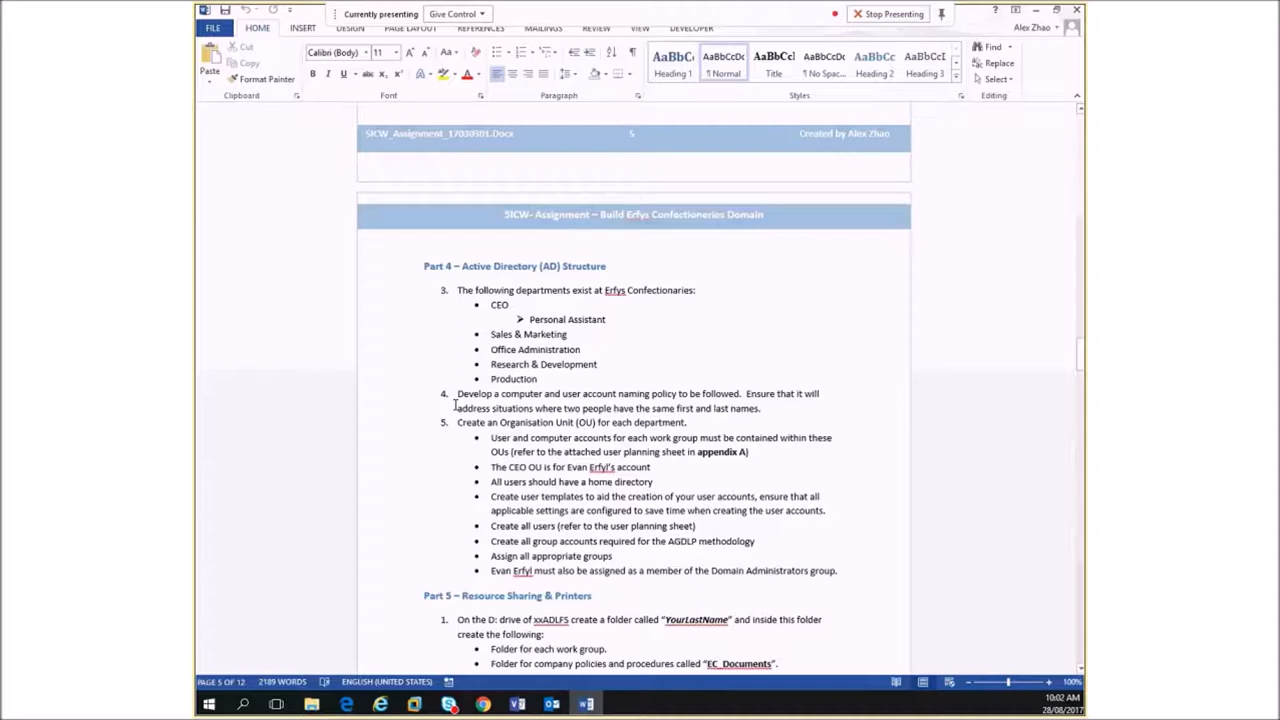 Currently presenting Give Control Stop Presenting
FILE HOME INSERT DESIGN PAGE LAYOUT REFERENCES MAILINGS REVIEW VIEW DEVELOPER Alex Zhao
Paste
Cut
Copy
Format Painter
Calibri (Body) 11
AaBbC AaBbCcDc AaBbCc AaBbCcDc AaBbCc AaBbCcD
Heading 1 ¶ Normal Title ¶ No Spac... Heading 2 Heading 3
Find
Replace
Select
Clipboard Font Paragraph Styles Editing
5ICW_Assignment_17030301.Docx 5 Created by Alex Zhao
5ICW- Assignment – Build Erfys Confectioneries Domain
Part 4 – Active Directory (AD) Structure
3. The following departments exist at Erfys Confectionaries:
• CEO
➢ Personal Assistant
• Sales & Marketing
• Office Administration
• Research & Development
• Production
4. Develop a computer and user account naming policy to be followed. Ensure that it will
address situations where two people have the same first and last names.
5. Create an Organisation Unit (OU) for each department.
• User and computer accounts for each work group must be contained within these
OUs (refer to the attached user planning sheet in appendix A)
• The CEO OU is for Evan Erfyl's account
• All users should have a home directory
• Create user templates to aid the creation of your user accounts, ensure that all
applicable settings are configured to save time when creating the user accounts.
• Create all users (refer to the user planning sheet)
• Create all group accounts required for the AGDLP methodology
• Assign all appropriate groups
• Evan Erfyl must also be assigned as a member of the Domain Administrators group.
Part 5 – Resource Sharing & Printers
1. On the D: drive of xxADLFS create a folder called “YourLastName” and inside this folder
create the following:
• Folder for each work group.
• Folder for company policies and procedures called “EC_Documents”.
PAGE 5 OF 12 2189 WORDS ENGLISH (UNITED STATES) 100%
10:02 AM
28/08/2017